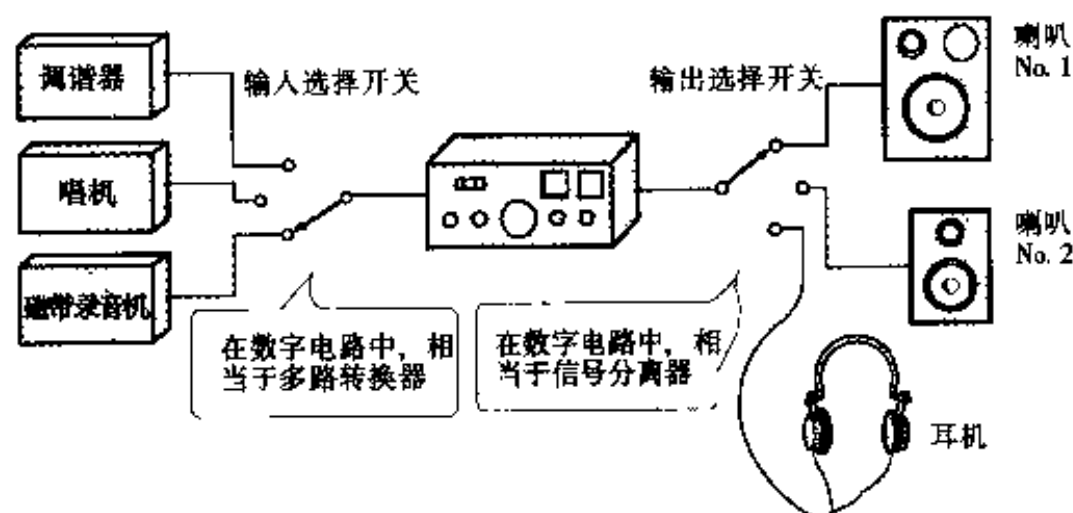 调谐器
输入选择开关
输出选择开关
喇叭
No. 1
唱机
喇叭
No. 2
磁带录音机
在数字电路中，相
当于多路转换器
在数字电路中，相
当于信号分离器
耳机